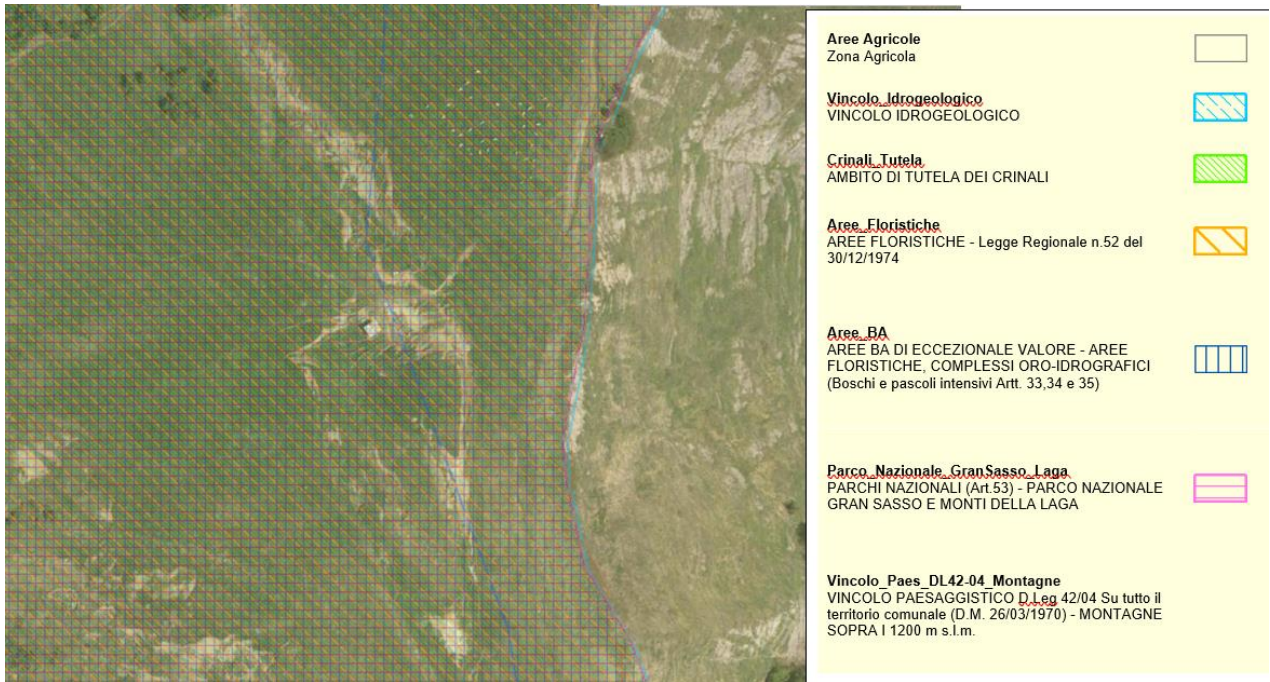 Aree Agricole
Zona Agricola
Vincolo_Idrogeologico
VINCOLO IDROGEOLOGICO
Crinali_Tutela
AMBITO DI TUTELA DEI CRINALI
Aree_Floristiche
AREE FLORISTICHE - Legge Regionale n.52 del
30/12/1974
Aree_BA
AREE BA DI ECCEZIONALE VALORE - AREE
FLORISTICHE, COMPLESSI ORO-IDROGRAFICI
(Boschi e pascoli intensivi Artt. 33,34 e 35)
Parco_Nazionale_GranSasso_Laga
PARCHI NAZIONALI (Art.53) - PARCO NAZIONALE
GRAN SASSO E MONTI DELLA LAGA
Vincolo_Paes_DL42-04_Montagne
VINCOLO PAESAGGISTICO D.Leg 42/04 Su tutto il
territorio comunale (D.M. 26/03/1970) - MONTAGNE
SOPRA I 1200 m s.l.m.